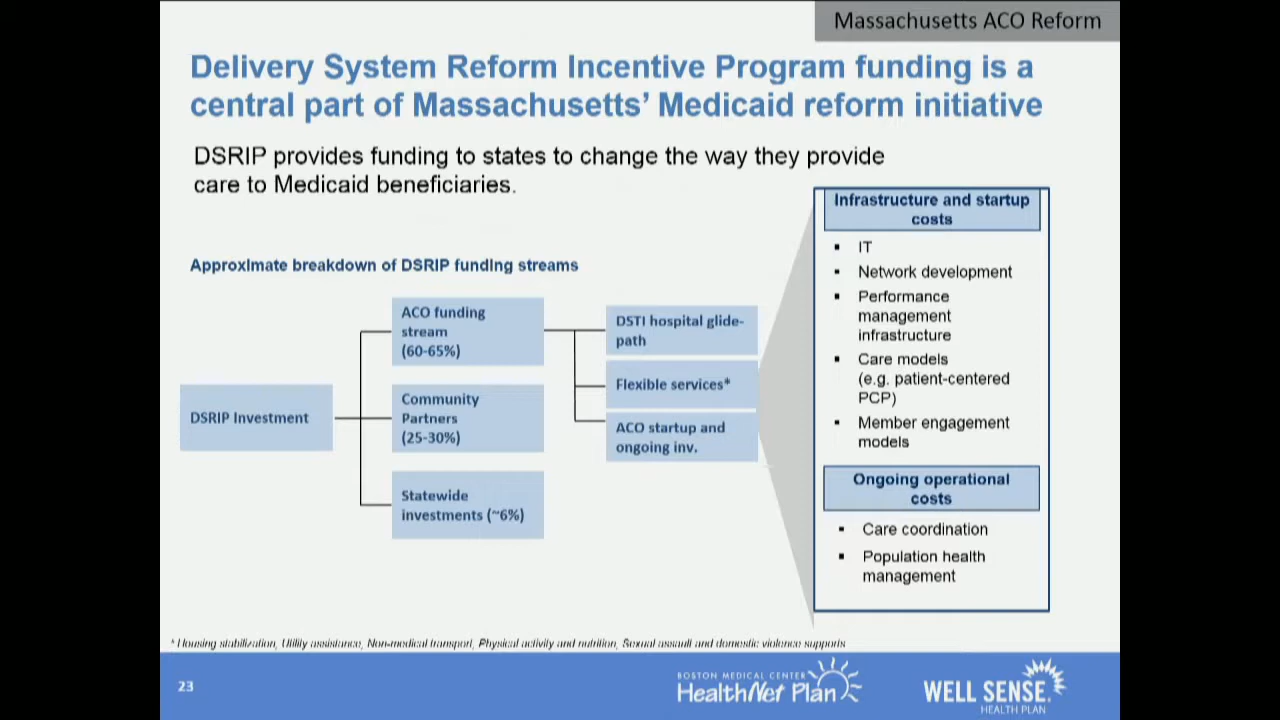 Massachusetts ACO Reform
Delivery System Reform Incentive Program funding is a
central part of Massachusetts' Medicaid reform initiative
DSRIP provides funding to states to change the way they provide
care to Medicaid beneficiaries.
Approximate breakdown of DSRIP funding streams
DSRIP Investment
ACO funding
stream
(60-65%)
Community
Partners
(25-30%)
Statewide
investments (~6%)
DSTI hospital glide-
path
Flexible services*
ACO startup and
ongoing inv.
Infrastructure and startup
costs
▪ IT
▪ Network development
▪ Performance
management
infrastructure
▪ Care models
(e.g. patient-centered
PCP)
▪ Member engagement
models
Ongoing operational
costs
▪ Care coordination
▪ Population health
management
* Housing stabilization, Utility assistance, Non-medical transport, Physical activity and nutrition, Sexual assault and domestic violence supports
23
BOSTON MEDICAL CENTER
HealthNet Plan
WELL SENSE
HEALTH PLAN